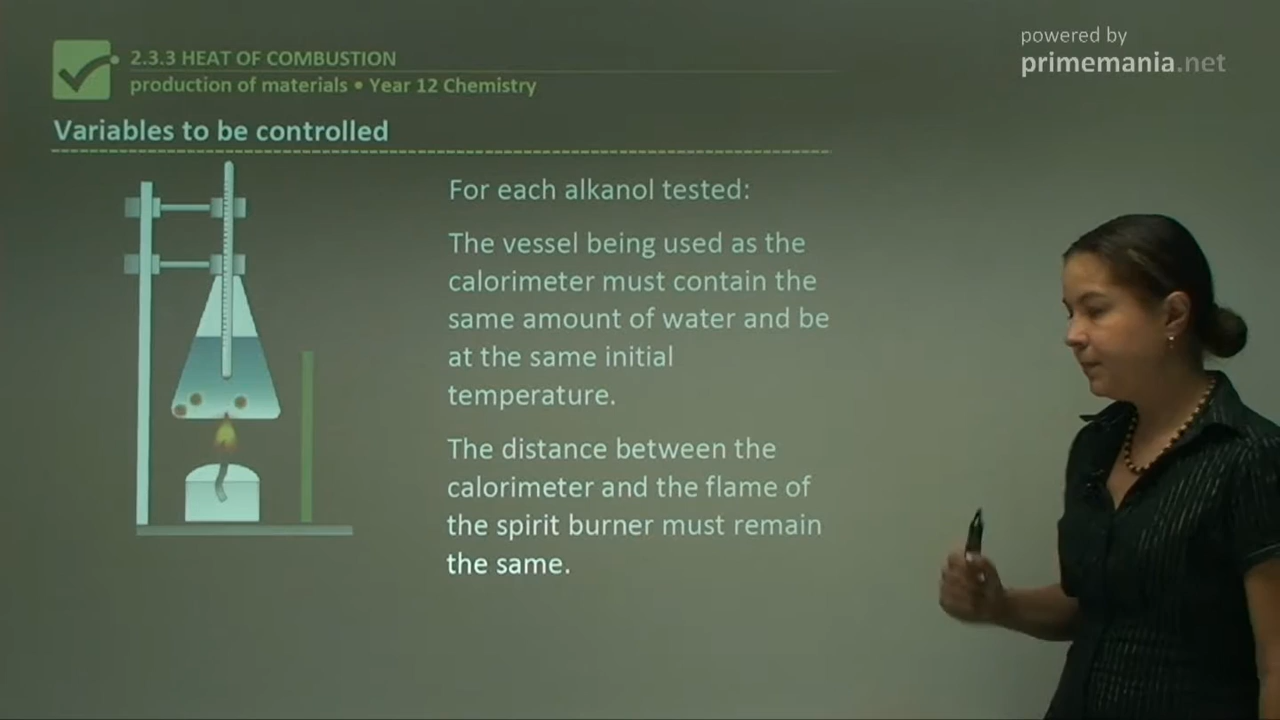 powered by
primemania.net
2.3.3 HEAT OF COMBUSTION
production of materials • Year 12 Chemistry
Variables to be controlled
For each alkanol tested:
The vessel being used as the
calorimeter must contain the
same amount of water and be
at the same initial
temperature.
The distance between the
calorimeter and the flame of
the spirit burner must remain
the same.